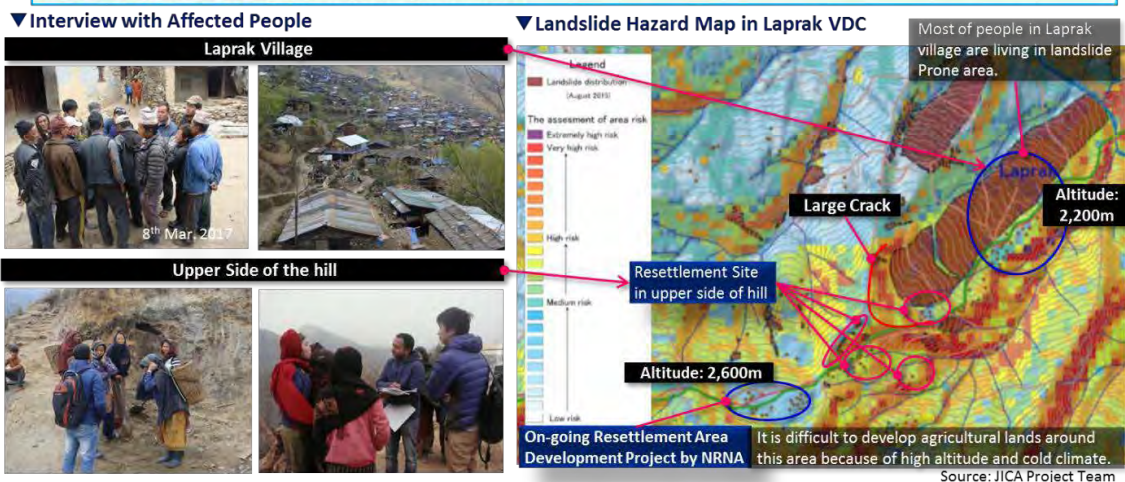 ▼Interview with Affected People
Laprak Village
8th Mar. 2017
Upper Side of the hill
▼Landslide Hazard Map in Laprak VDC
Most of people in Laprak
village are living in landslide
Prone area.
Legend
Landslide distribution
(August 2015)
The assesment of area risk
Extremely high risk
Very high risk
High risk
Medium risk
Low risk
Laprak
Altitude:
2,200m
Large Crack
Resettlement Site
in upper side of hill
Altitude: 2,600m
On-going Resettlement Area
Development Project by NRNA
It is difficult to develop agricultural lands around
this area because of high altitude and cold climate.
Source: JICA Project Team